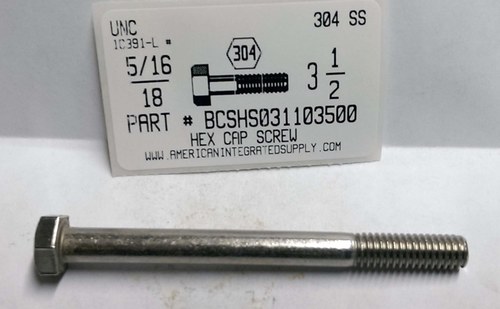 UNC 304 SS
1C391-L #
304
5/16 3 1/2
18
PART # BCSHS031103500
HEX CAP SCREW
WWW.AMERICANINTEGRATEDSUPPLY.COM